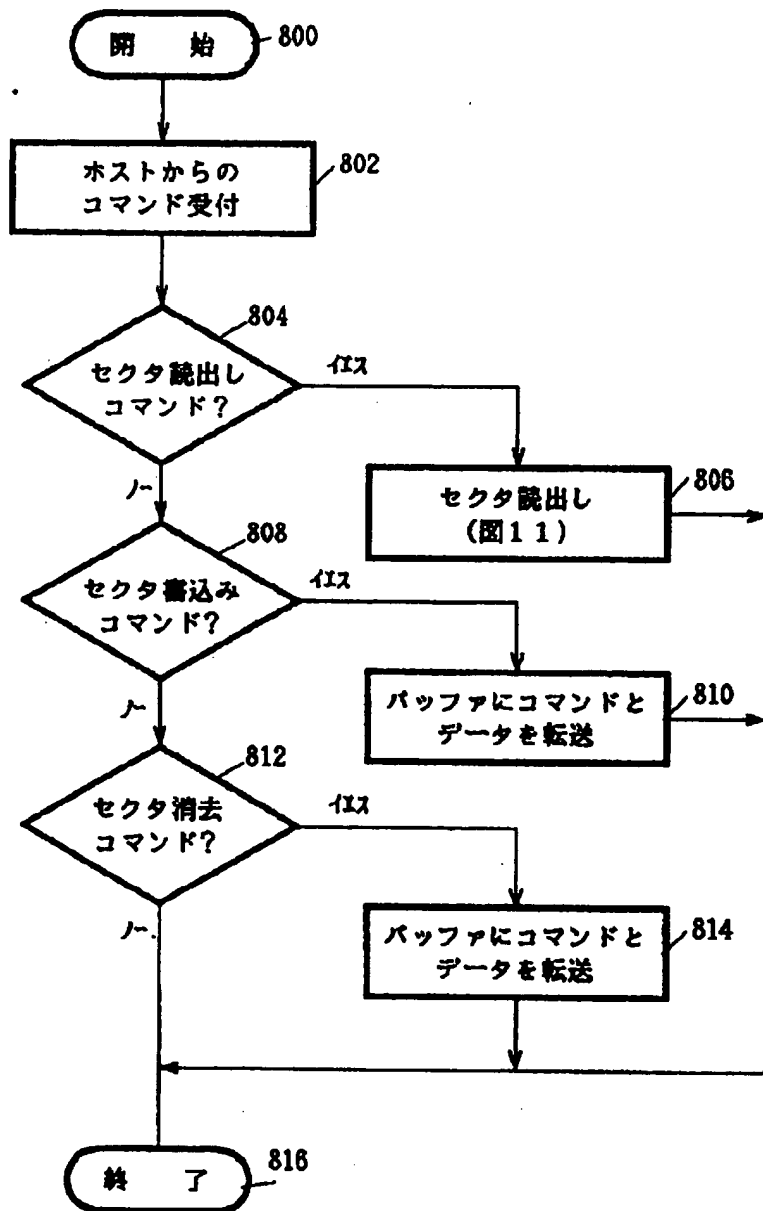 開 始
800
ホストからの
コマンド受付
802
804
セクタ読出し
コマンド?
イエス
ノー
セクタ読出し
(図11)
806
808
セクタ書込み
コマンド?
イエス
ノー
バッファにコマンドと
データを転送
810
812
セクタ消去
コマンド?
イエス
ノー
バッファにコマンドと
データを転送
814
終 了
816